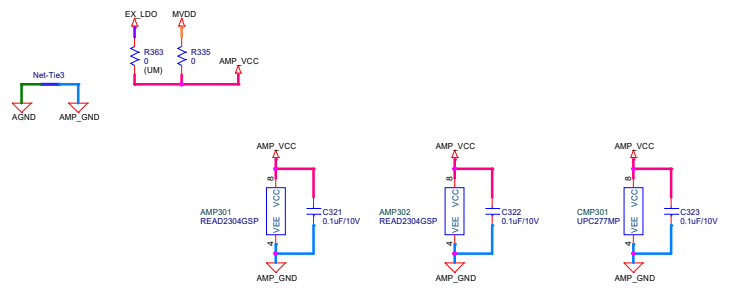 EX_LDO
MVDD
R363
0
(UM)
R335
0
AMP_VCC
Net-Tie3
AGND
AMP_GND
AMP_VCC
8
VCC
VEE
4
AMP301
READ2304GSP
C321
0.1uF/10V
AMP_GND
AMP_VCC
8
VCC
VEE
4
AMP302
READ2304GSP
C322
0.1uF/10V
AMP_GND
AMP_VCC
8
VCC
VEE
4
CMP301
UPC277MP
C323
0.1uF/10V
AMP_GND